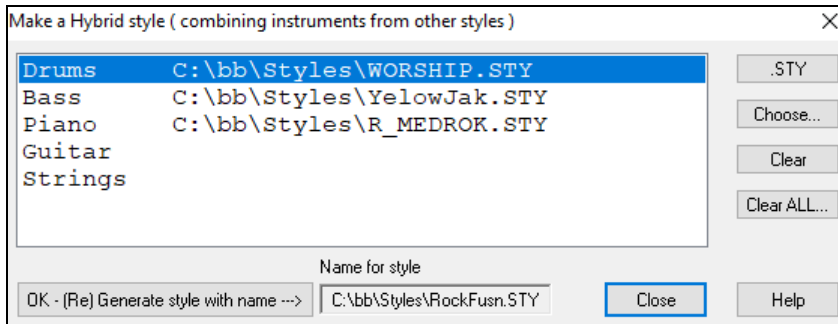 Make a Hybrid style ( combining instruments from other styles )
Drums C:\bb\Styles\WORSHIP.STY
Bass C:\bb\Styles\YelowJak.STY
Piano C:\bb\Styles\R_MEDROK.STY
Guitar
Strings
.STY
Choose...
Clear
Clear ALL...
Name for style
OK - (Re) Generate style with name --->
C:\bb\Styles\RockFusn.STY
Close
Help